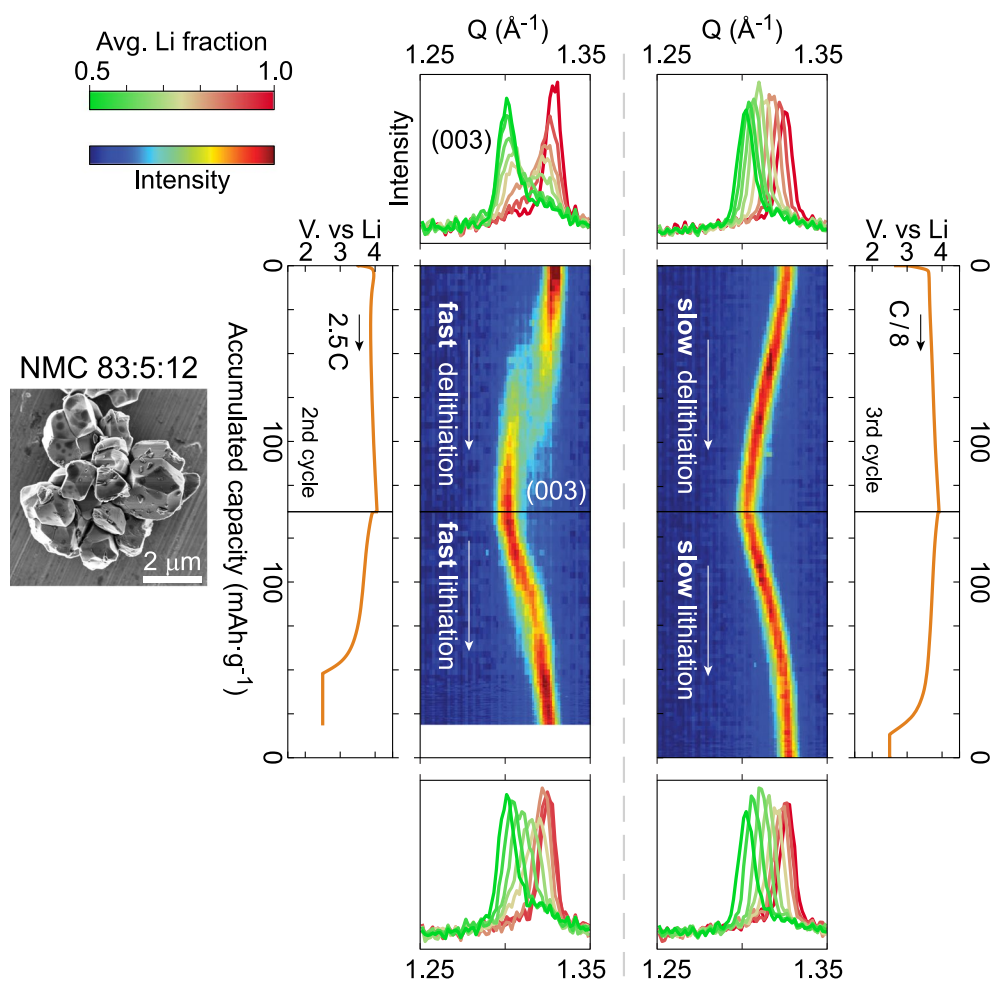 Avg. Li fraction
0.5 1.0
Intensity
Q (Å⁻¹)
1.25 1.35
Q (Å⁻¹)
1.25 1.35
Intensity
(003)
V. vs Li
2 3 4
V. vs Li
2 3 4
NMC 83:5:12
2 μm
Accumulated capacity (mAh·g⁻¹)
0
100
100
0
2.5 C
2nd cycle
fast delithiation
(003)
fast lithiation
slow delithiation
slow lithiation
C / 8
3rd cycle
0
100
100
0
1.25 1.35
1.25 1.35